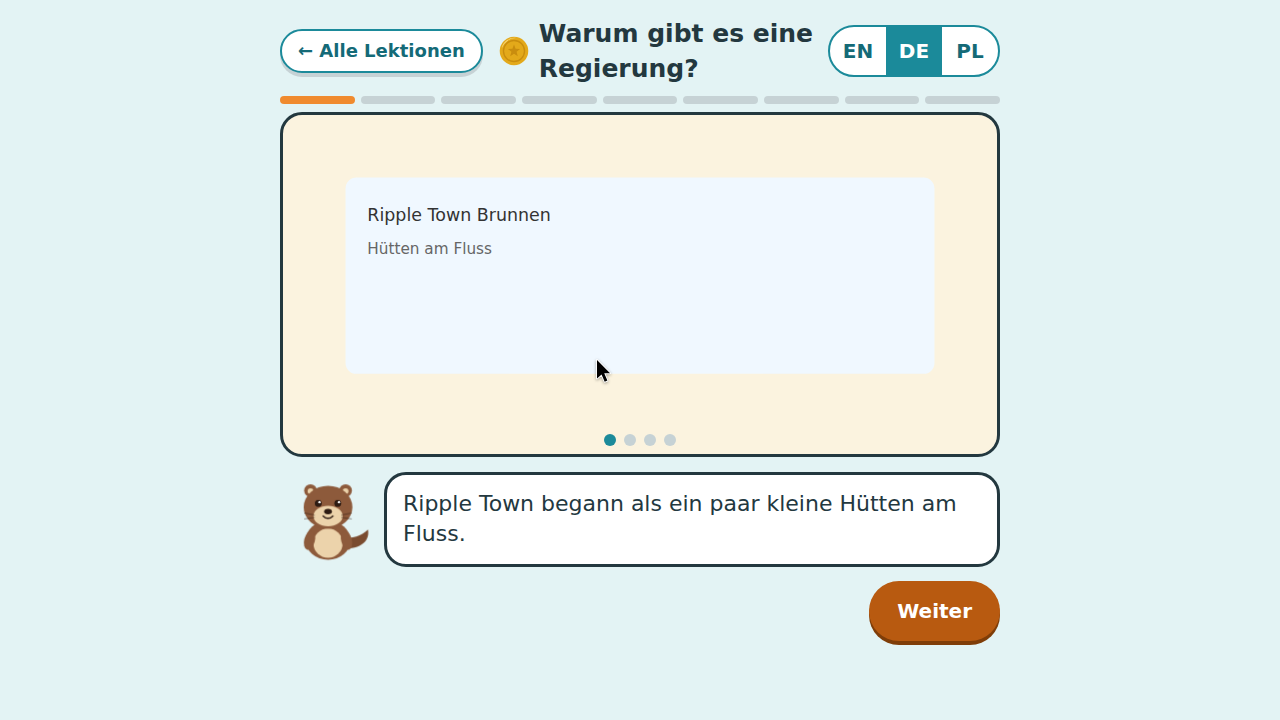 ← Alle Lektionen
Warum gibt es eine
Regierung?
EN DE PL
Ripple Town Brunnen
Hütten am Fluss
Ripple Town begann als ein paar kleine Hütten am
Fluss.
Weiter